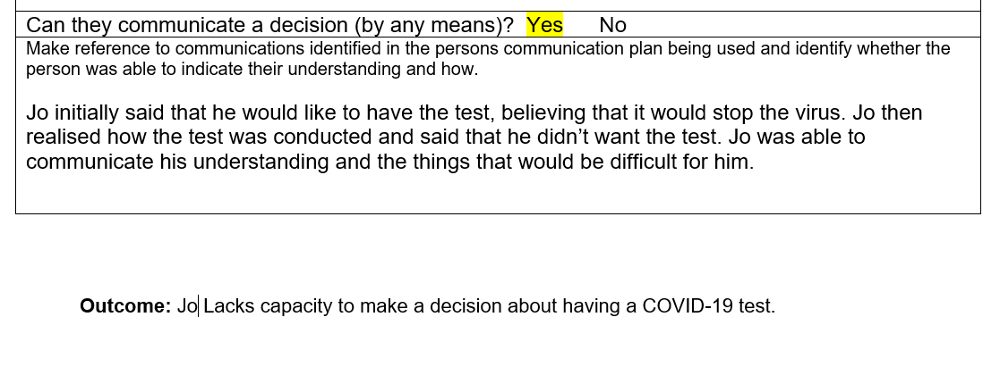 Can they communicate a decision (by any means)? Yes No
Make reference to communications identified in the persons communication plan being used and identify whether the
person was able to indicate their understanding and how.
Jo initially said that he would like to have the test, believing that it would stop the virus. Jo then
realised how the test was conducted and said that he didn’t want the test. Jo was able to
communicate his understanding and the things that would be difficult for him.
Outcome: Jo Lacks capacity to make a decision about having a COVID-19 test.